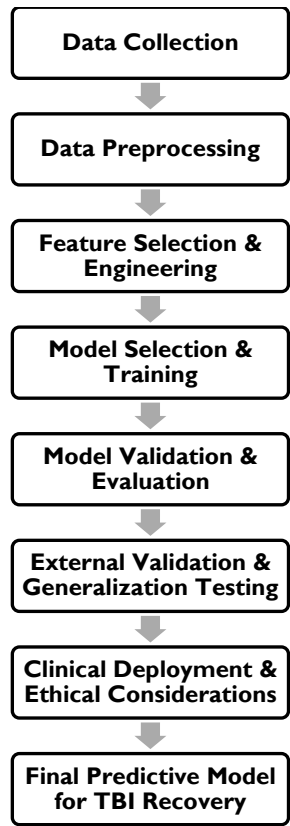 Data Collection
Data Preprocessing
Feature Selection &
Engineering
Model Selection &
Training
Model Validation &
Evaluation
External Validation &
Generalization Testing
Clinical Deployment &
Ethical Considerations
Final Predictive Model
for TBI Recovery